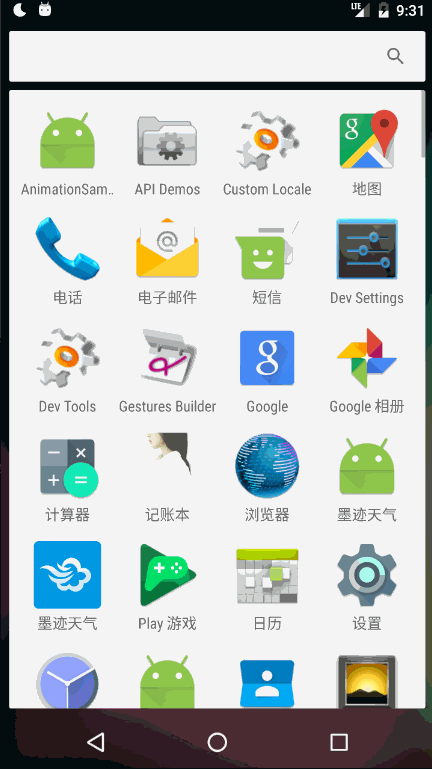 LTE 9:31
AnimationSam.. API Demos Custom Locale 地图
电话 电子邮件 短信 Dev Settings
Dev Tools Gestures Builder Google Google 相册
计算器 记账本 浏览器 墨迹天气
墨迹天气 Play 游戏 日历 设置